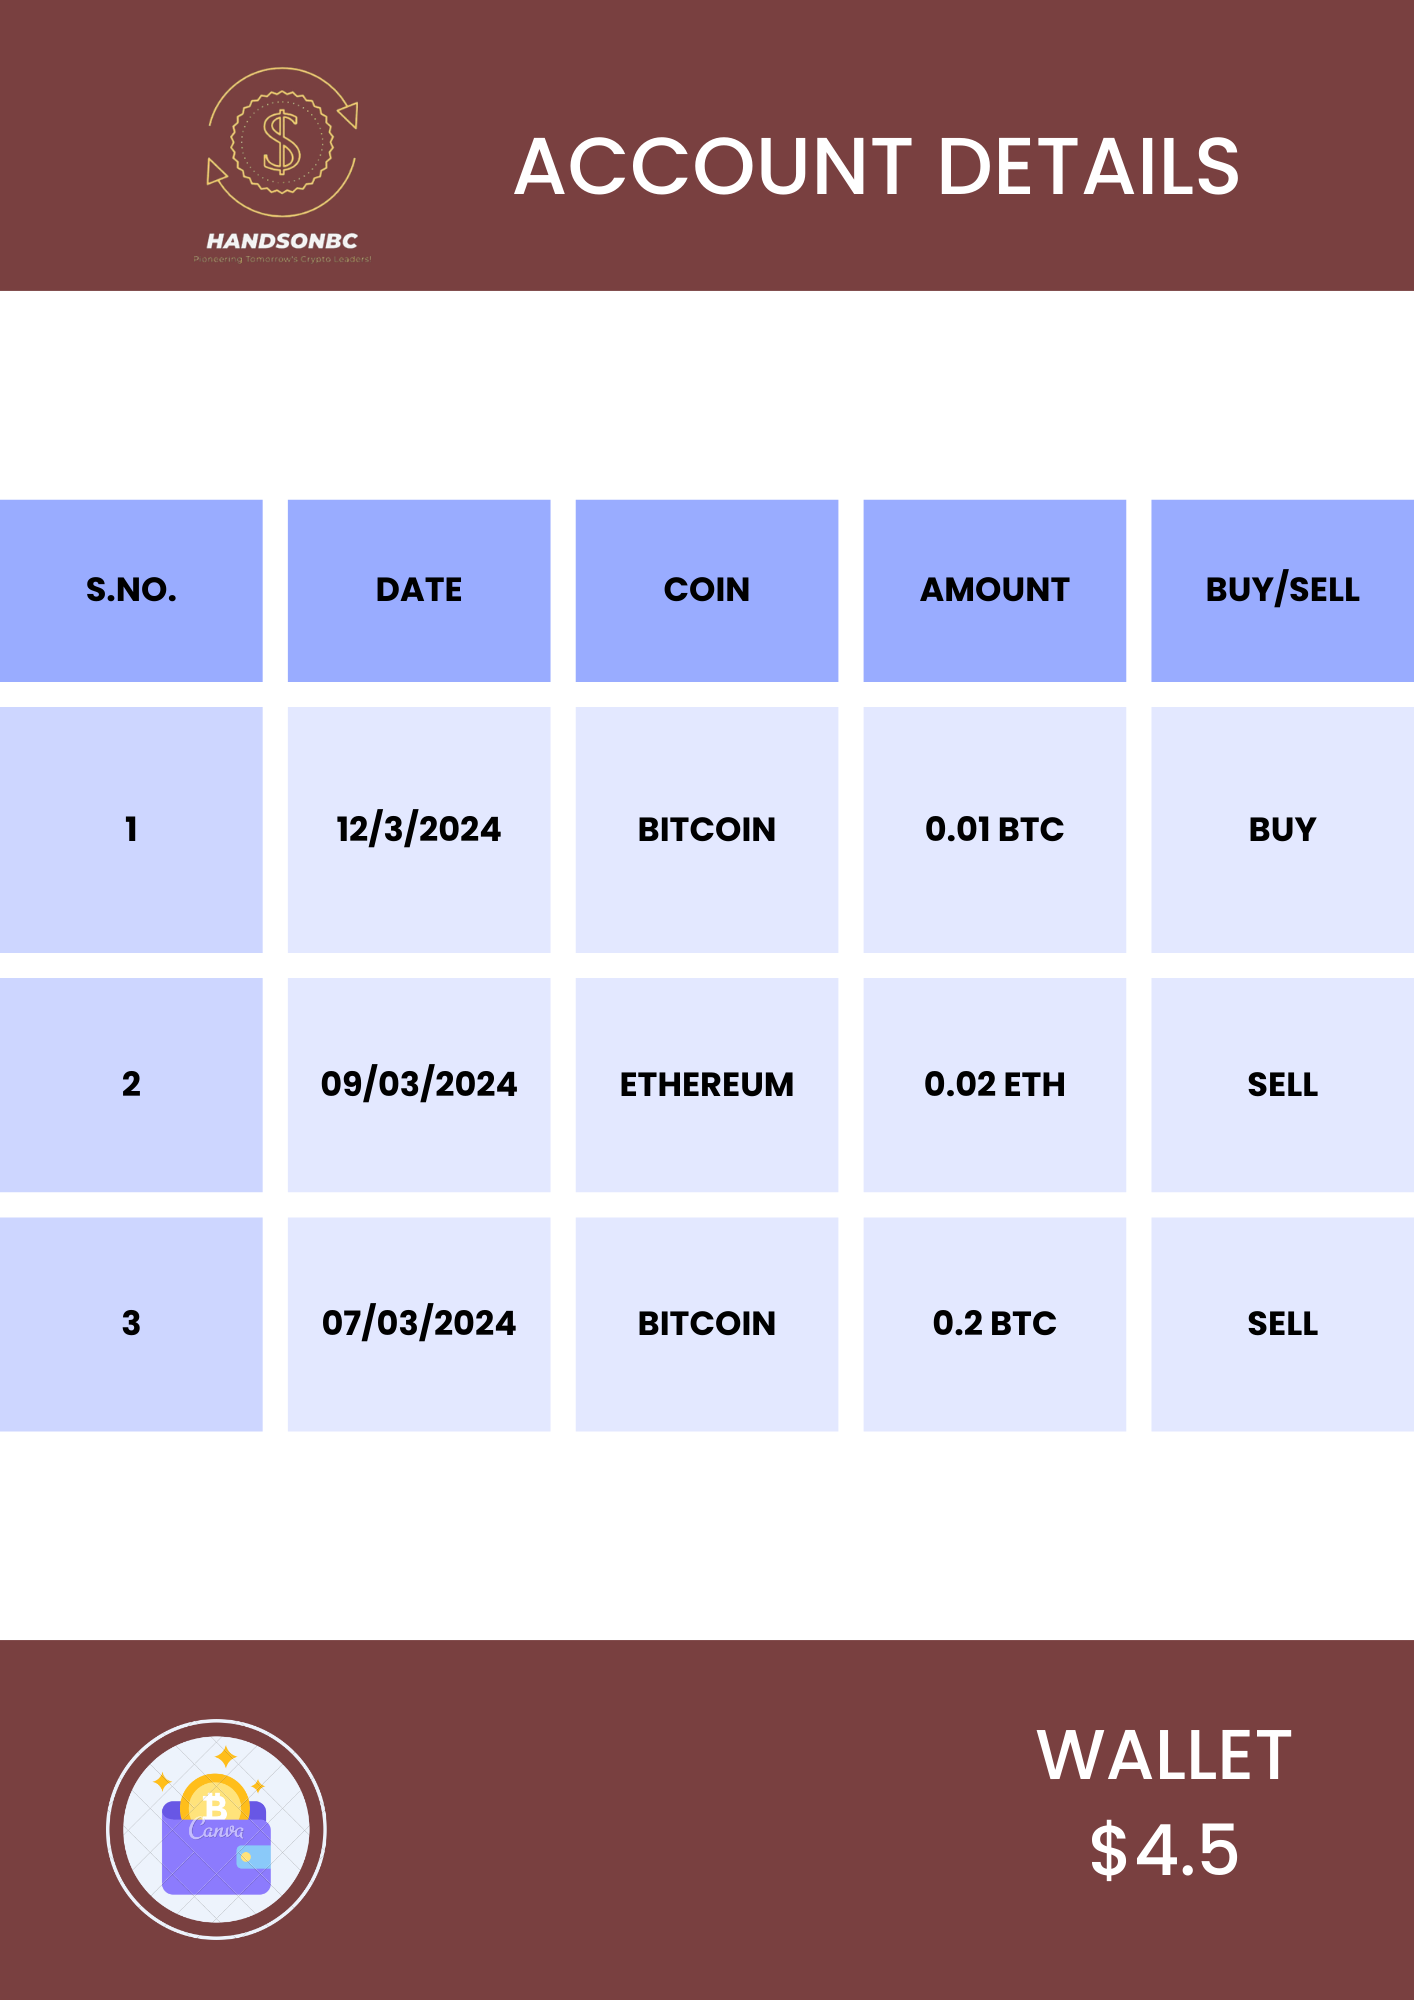 ACCOUNT DETAILS
HANDSONBC
Pioneering Tomorrow's Crypto Leaders!
S.NO. DATE COIN AMOUNT BUY/SELL
1 12/3/2024 BITCOIN 0.01 BTC BUY
2 09/03/2024 ETHEREUM 0.02 ETH SELL
3 07/03/2024 BITCOIN 0.2 BTC SELL
WALLET
$4.5
Canva